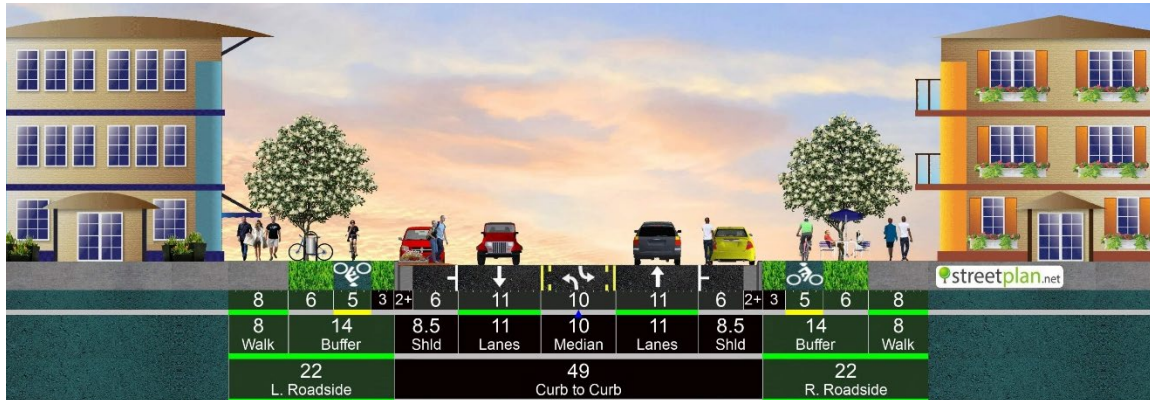 streetplan.net
8 6 5 3 2+ 6 11 10 11 6 2+ 3 5 6 8
8 14 8.5 11 10 11 8.5 14 8
Walk Buffer Shld Lanes Median Lanes Shld Buffer Walk
22 49 22
L. Roadside Curb to Curb R. Roadside